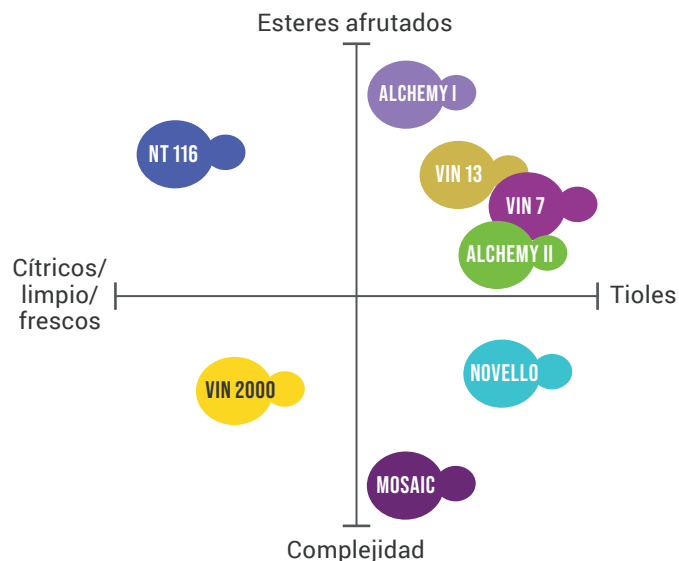 Esteres afrutados
ALCHEMY I
NT 116
VIN 13
VIN 7
ALCHEMY II
Cítricos/
limpio/
frescos
Tioles
VIN 2000
NOVELLO
MOSAIC
Complejidad